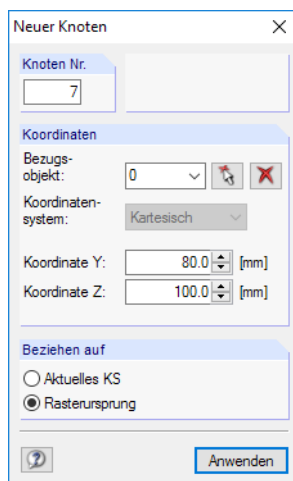 Neuer Knoten
Knoten Nr.
7
Koordinaten
Bezugs-
objekt:
0
Koordinaten-
system:
Kartesisch
Koordinate Y: 80.0 [mm]
Koordinate Z: 100.0 [mm]
Beziehen auf
Aktuelles KS
Rasterursprung
Anwenden